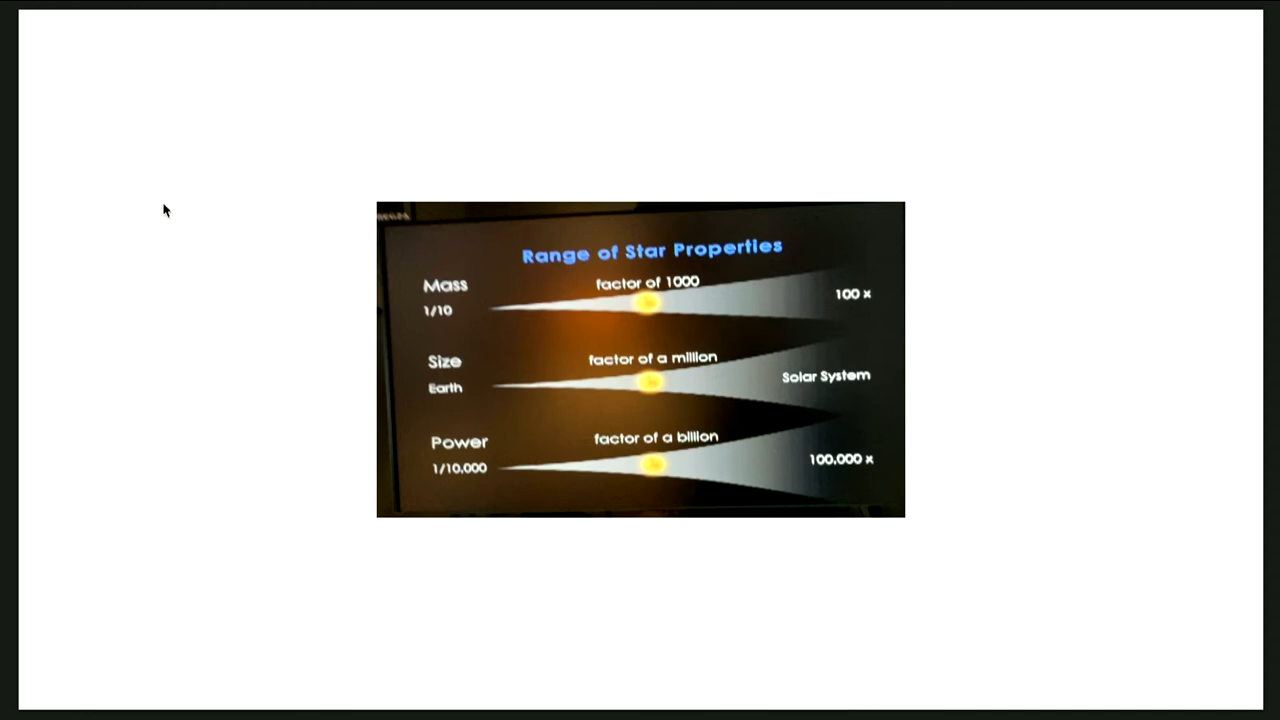 Range of Star Properties
Mass
factor of 1000
1/10
100 x
Size
factor of a million
Earth
Solar System
Power
factor of a billion
1/10,000
100,000 x